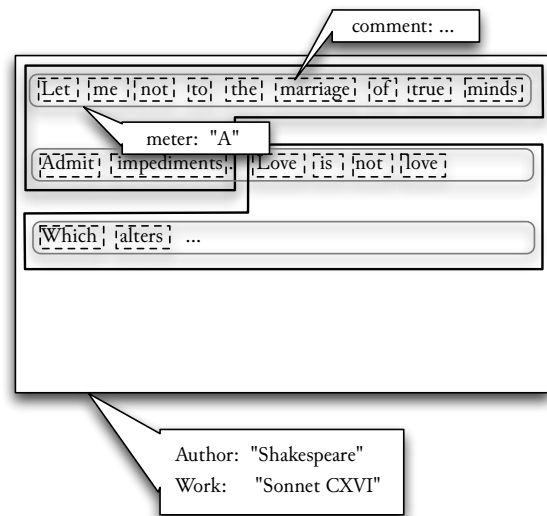 comment: ...
Let me not to the marriage of true minds
meter: "A"
Admit impediments. Love is not love
Which alters ...
Author: "Shakespeare"
Work: "Sonnet CXVI"